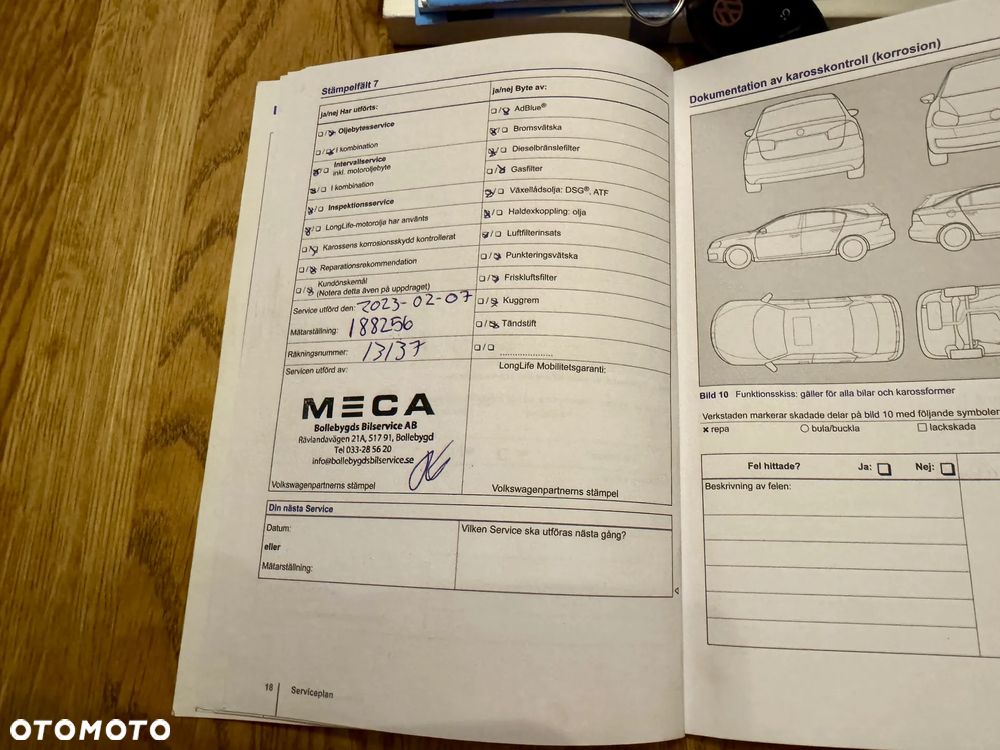 Stämpelfält 7
ja/nej Har utförts:
☐/☒ Oljebytesservice
☐/☒ I kombination
☒/☐ Intervallservice
inkl. motoroljebyte
☒/☐ I kombination
☒/☐ Inspektionsservice
☒/☐ LongLife-motorolja har använts
☐/☒ Karossens korrosionsskydd kontrollerat
☐/☒ Reparationsrekommendation
☐/☒ Kundönskemål
(Notera detta även på uppdraget)
Service utförd den: 2023-02-07
Mätarställning: 188256
Räkningsnummer: 13137
Servicen utförd av:
MECA
Bollebygds Bilservice AB
Rävlandavägen 21A, 517 91, Bollebygd
Tel 033-28 56 20
info@bollebygdsbilservice.se
Volkswagenpartnerns stämpel
ja/nej Byte av:
☐/☒ AdBlue®
☒/☐ Bromsvätska
☒/☐ Dieselbränslefilter
☐/☒ Gasfilter
☒/☐ Växellådsolja: DSG®, ATF
☒/☐ Haldexkoppling: olja
☒/☐ Luftfilterinsats
☐/☒ Punkteringsvätska
☐/☒ Friskluftsfilter
☐/☒ Kuggrem
☐/☒ Tändstift
☐/☐ ....................
LongLife Mobilitetsgaranti:
Volkswagenpartnerns stämpel
Din nästa Service
Datum:
eller
Mätarställning:
Vilken Service ska utföras nästa gång?
18 Serviceplan
Dokumentation av karosskontroll (korrosion)
Bild 10 Funktionsskiss: gäller för alla bilar och karossformer
Verkstaden markerar skadade delar på bild 10 med följande symboler
× repa ○ bula/buckla ☐ lackskada
Fel hittade? Ja: ☐ Nej: ☐
Beskrivning av felen:
OTOMOTO